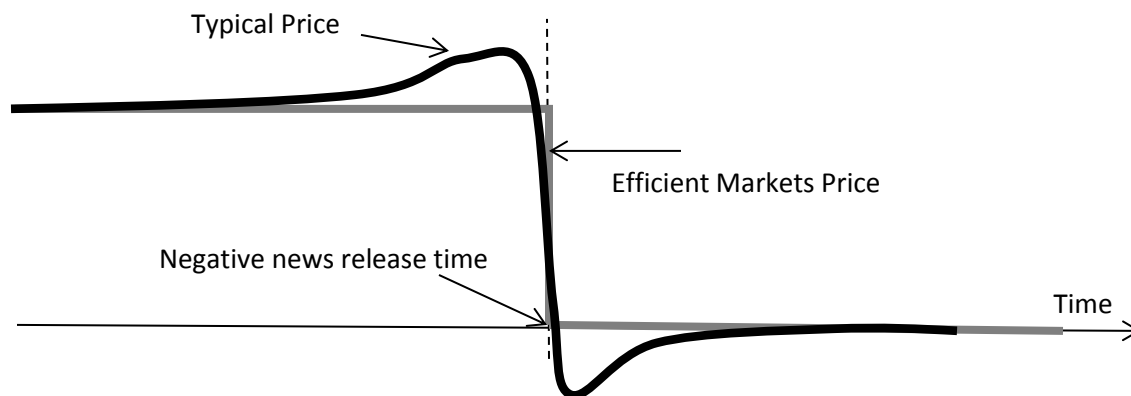 Typical Price
Efficient Markets Price
Negative news release time
Time